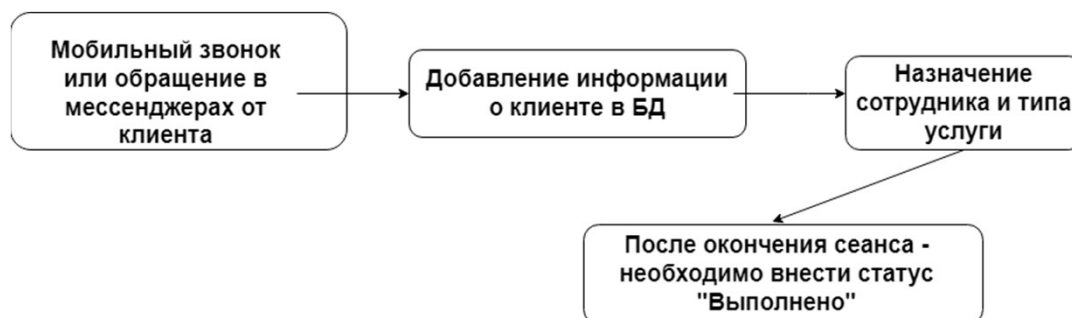 Мобильный звонок
или обращение в
мессенджерах от
клиента
Добавление информации
о клиенте в БД
Назначение
сотрудника и типа
услуги
После окончания сеанса -
необходимо внести статус
"Выполнено"